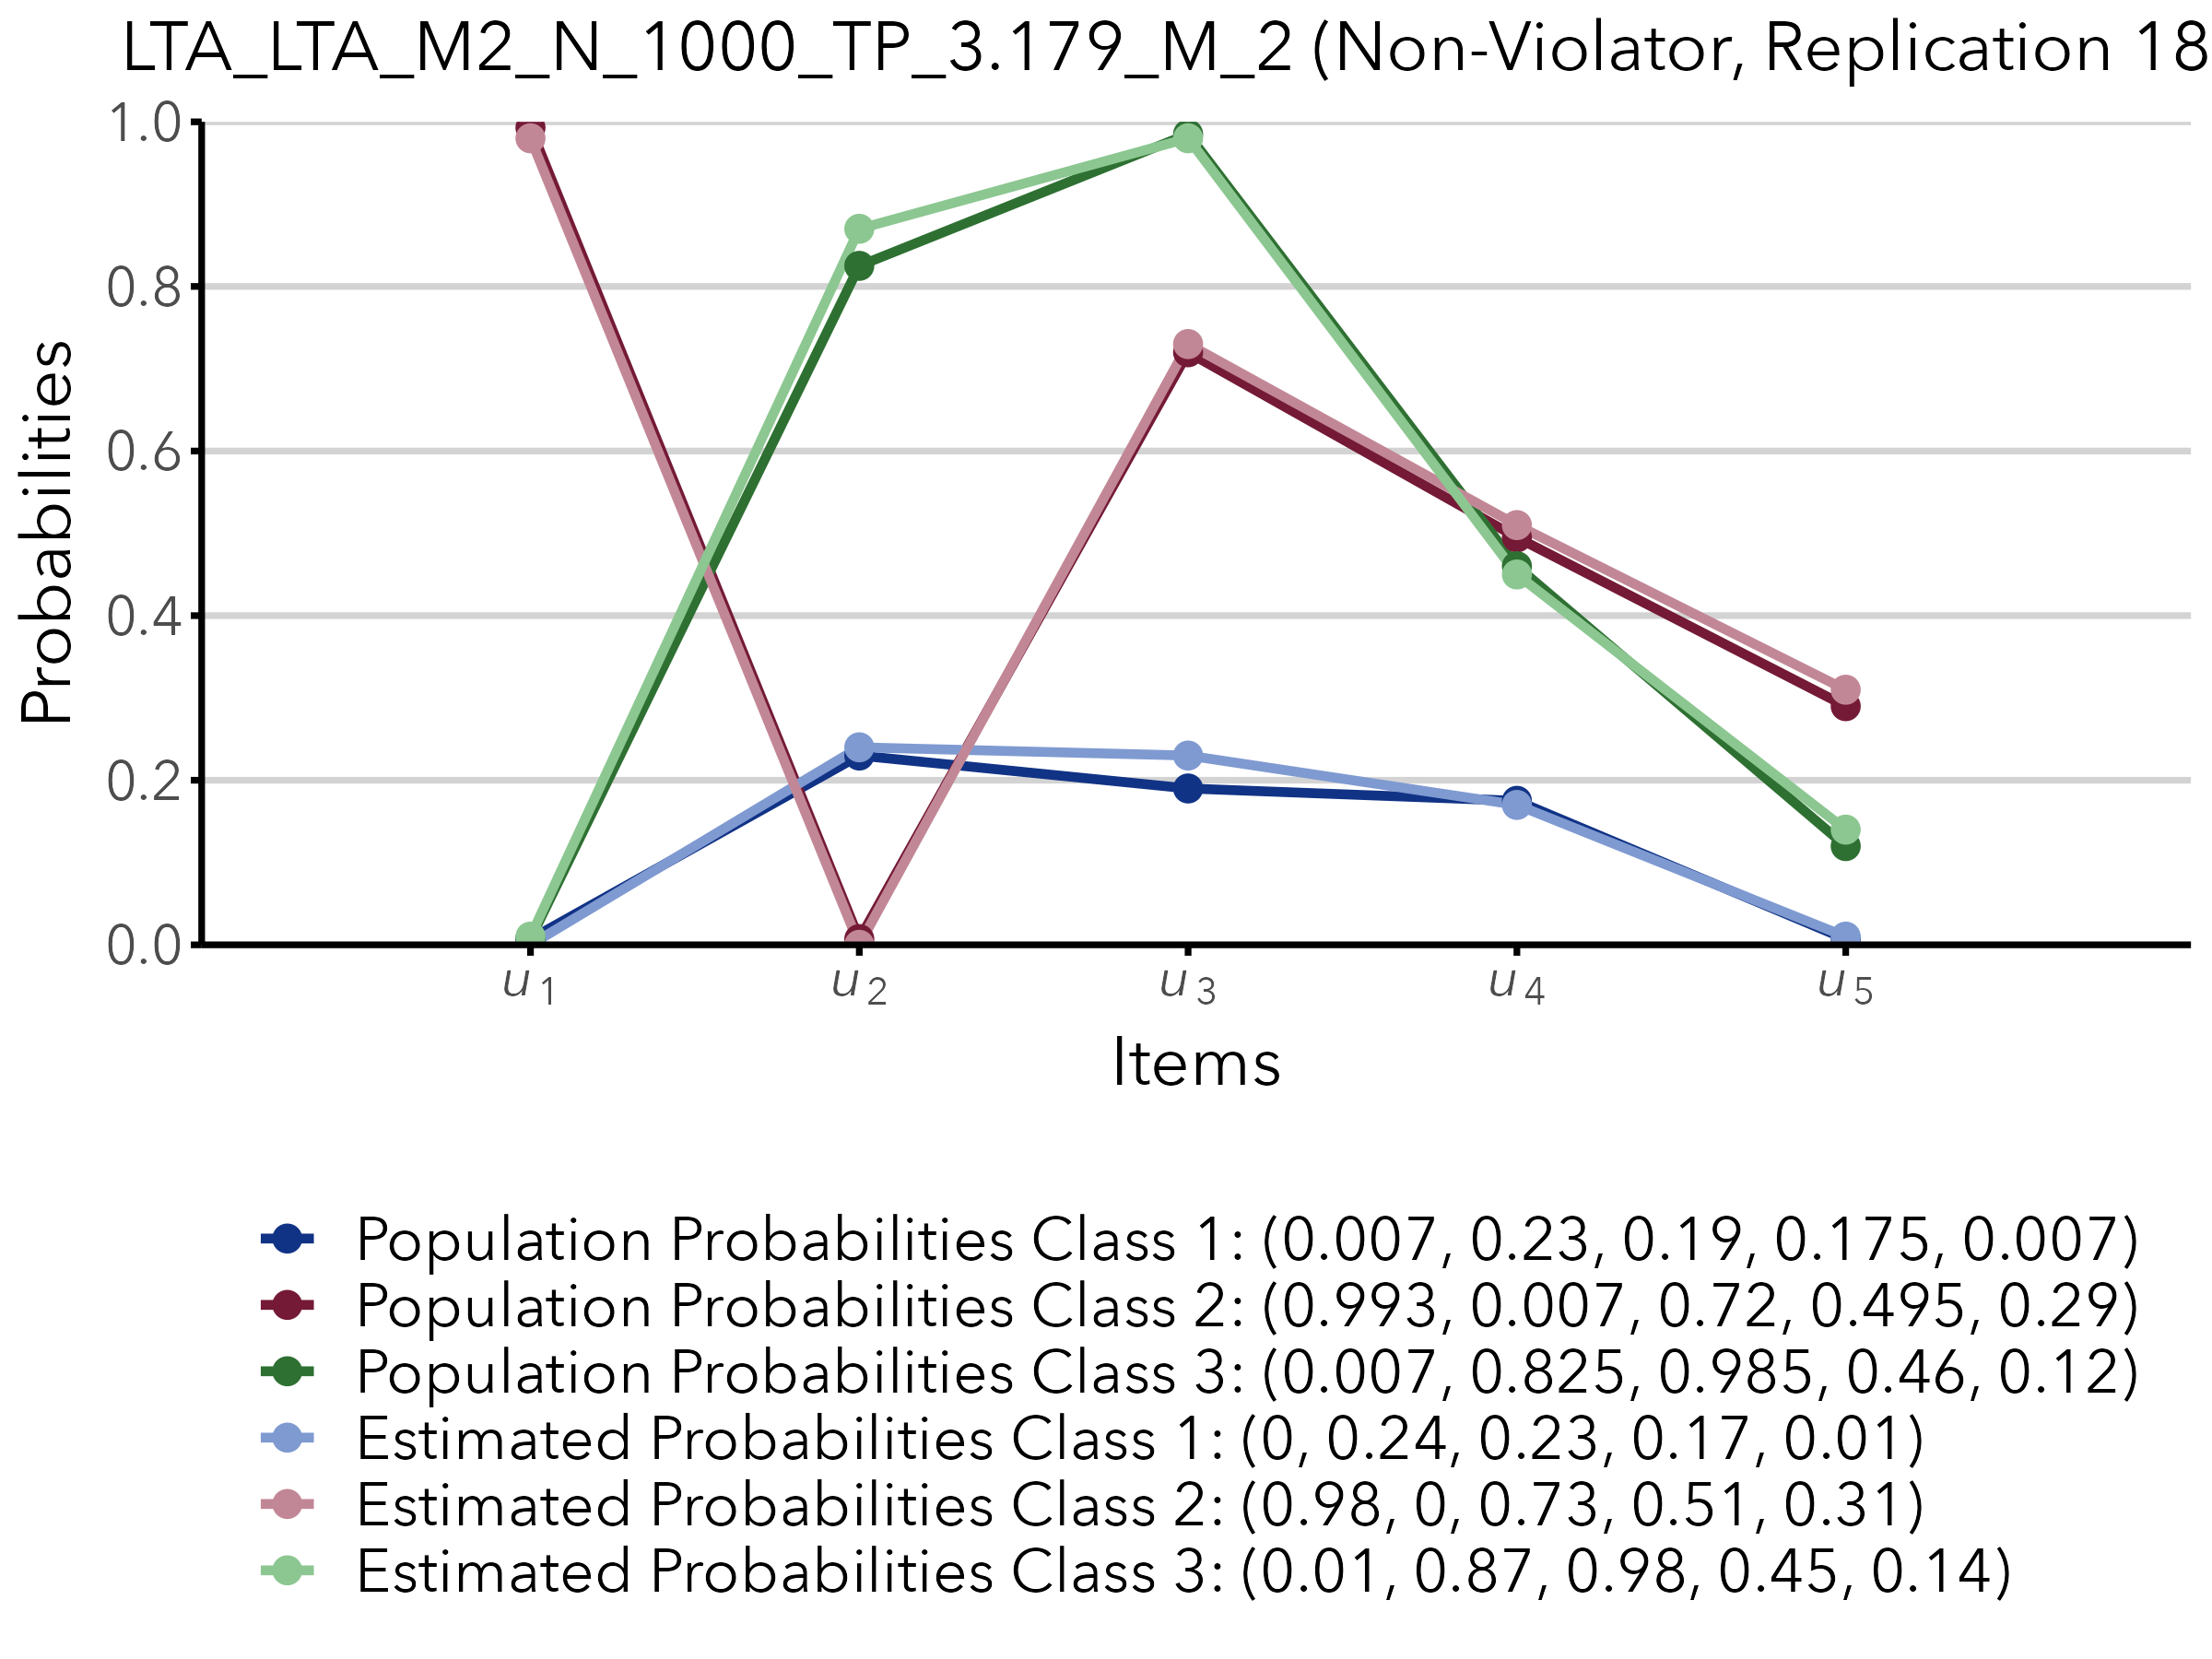 LTA_LTA_M2_N_1000_TP_3.179_M_2 (Non-Violator, Replication 18
1.0
0.8
0.6
0.4
0.2
0.0
Probabilities
u1 u2 u3 u4 u5
Items
Population Probabilities Class 1: (0.007, 0.23, 0.19, 0.175, 0.007)
Population Probabilities Class 2: (0.993, 0.007, 0.72, 0.495, 0.29)
Population Probabilities Class 3: (0.007, 0.825, 0.985, 0.46, 0.12)
Estimated Probabilities Class 1: (0, 0.24, 0.23, 0.17, 0.01)
Estimated Probabilities Class 2: (0.98, 0, 0.73, 0.51, 0.31)
Estimated Probabilities Class 3: (0.01, 0.87, 0.98, 0.45, 0.14)